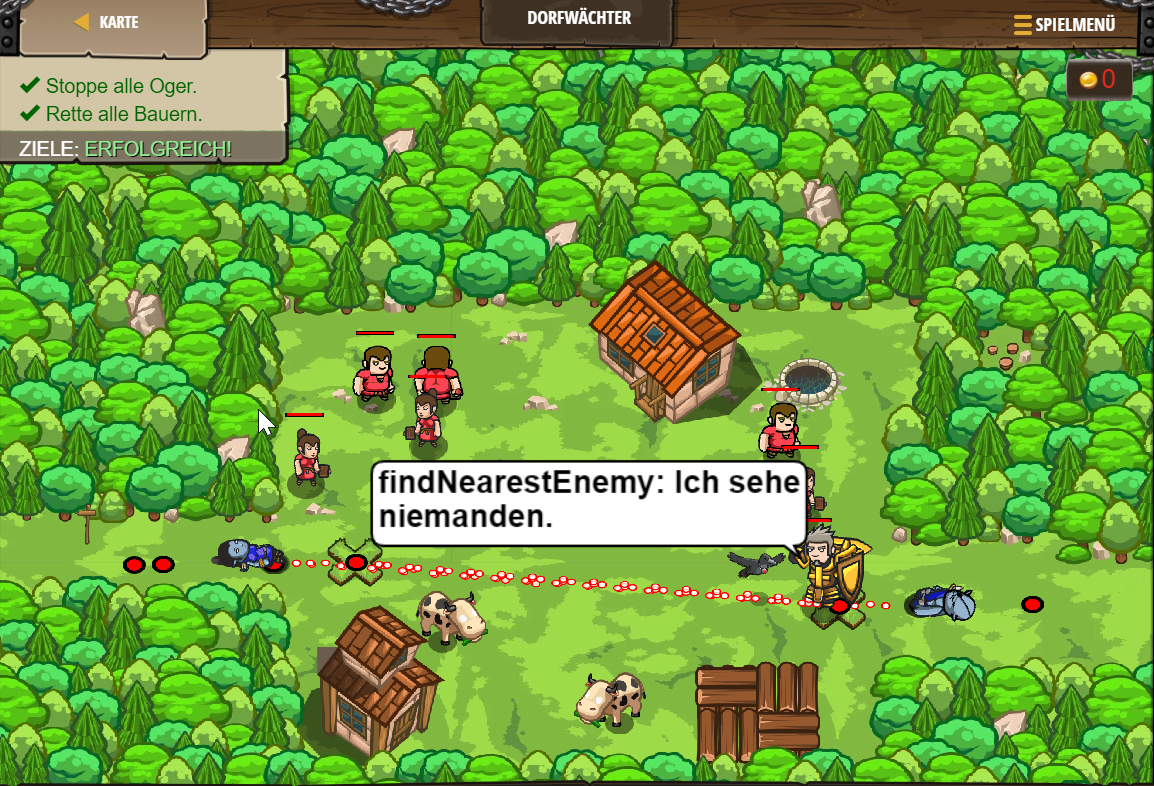 KARTE
DORFWÄCHTER
SPIELMENÜ
Stoppe alle Oger.
Rette alle Bauern.
ZIELE: ERFOLGREICH!
0
findNearestEnemy: Ich sehe
niemanden.